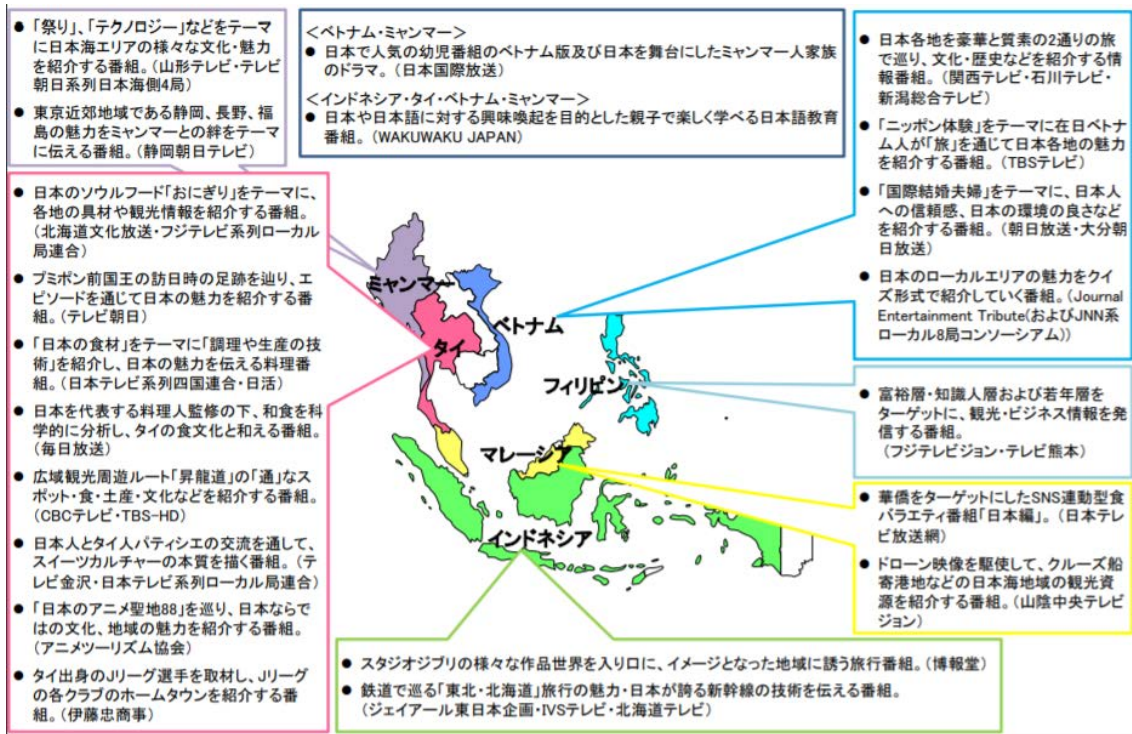 ● 「祭り」、「テクノロジー」などをテーマ
に日本海エリアの様々な文化・魅力
を紹介する番組。(山形テレビ・テレビ
朝日系列日本海側4局)
● 東京近郊地域である静岡、長野、福
島の魅力をミャンマーとの絆をテーマ
に伝える番組。(静岡朝日テレビ)
<ベトナム・ミャンマー>
● 日本で人気の幼児番組のベトナム版及び日本を舞台にしたミャンマー人家族
のドラマ。(日本国際放送)
<インドネシア・タイ・ベトナム・ミャンマー>
● 日本や日本語に対する興味喚起を目的とした親子で楽しく学べる日本語教育
番組。(WAKUWAKU JAPAN)
● 日本各地を豪華と質素の2通りの旅
で巡り、文化・歴史などを紹介する情
報番組。(関西テレビ・石川テレビ・
新潟総合テレビ)
● 「ニッポン体験」をテーマに在日ベトナ
ム人が「旅」を通じて日本各地の魅力
を紹介する番組。(TBSテレビ)
● 「国際結婚夫婦」をテーマに、日本人
への信頼感、日本の環境の良さなど
を紹介する番組。(朝日放送・大分朝
日放送)
● 日本のローカルエリアの魅力をクイ
ズ形式で紹介していく番組。(Journal
Entertainment Tribute(およびJNN系
ローカル8局コンソーシアム))
● 日本のソウルフード「おにぎり」をテーマに、
各地の具材や観光情報を紹介する番組。
(北海道文化放送・フジテレビ系列ローカル
局連合)
● プミポン前国王の訪日時の足跡を辿り、エ
ピソードを通じて日本の魅力を紹介する番
組。(テレビ朝日)
● 「日本の食材」をテーマに「調理や生産の技
術」を紹介し、日本の魅力を伝える料理番
組。(日本テレビ系列四国連合・日活)
● 日本を代表する料理人監修の下、和食を科
学的に分析し、タイの食文化と和える番組。
(毎日放送)
● 広域観光周遊ルート「昇龍道」の「通」なス
ポット・食・土産・文化などを紹介する番組。
(CBCテレビ・TBS-HD)
● 日本人とタイ人パティシエの交流を通して、
スイーツカルチャーの本質を描く番組。(テ
レビ金沢・日本テレビ系列ローカル局連合)
● 「日本のアニメ聖地88」を巡り、日本ならで
はの文化、地域の魅力を紹介する番組。
(アニメツーリズム協会)
● タイ出身のJリーグ選手を取材し、Jリーグ
の各クラブのホームタウンを紹介する番
組。(伊藤忠商事)
ミャンマー
ベトナム
タイ
フィリピン
マレーシア
インドネシア
● 富裕層・知識人層および若年層を
ターゲットに、観光・ビジネス情報を発
信する番組。
(フジテレビジョン・テレビ熊本)
● 華僑をターゲットにしたSNS連動型食
バラエティ番組「日本編」。(日本テレ
ビ放送網)
● ドローン映像を駆使して、クルーズ船
寄港地などの日本海地域の観光資
源を紹介する番組。(山陰中央テレビ
ジョン)
● スタジオジブリの様々な作品世界を入り口に、イメージとなった地域に誘う旅行番組。(博報堂)
● 鉄道で巡る「東北・北海道」旅行の魅力・日本が誇る新幹線の技術を伝える番組。
(ジェイアール東日本企画・IVSテレビ・北海道テレビ)